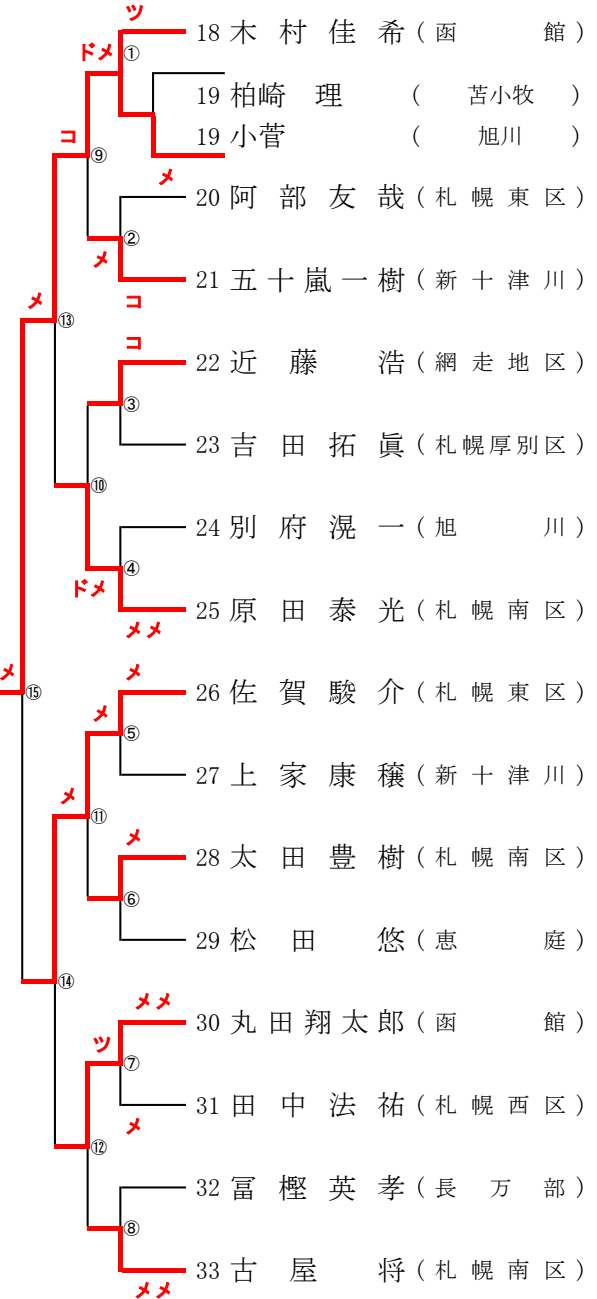 ツ
18 木村佳希（函館）
ドメ ①
19 柏崎 理（苫小牧）
コ
19 小菅（旭川）
⑨
メ
20 阿部友哉（札幌東区）
②
メ
21 五十嵐一樹（新十津川）
メ
コ
⑬
コ
22 近藤浩（網走地区）
③
23 吉田拓眞（札幌厚別区）
⑩
24 別府滉一（旭川）
④
ドメ
25 原田泰光（札幌南区）
メメ
メ
メ
26 佐賀駿介（札幌東区）
⑮
メ
⑤
27 上家康穣（新十津川）
メ
⑪
メ
28 太田豊樹（札幌南区）
⑥
29 松田悠（恵庭）
⑭
メメ
30 丸田翔太郎（函館）
ツ
⑦
31 田中法祐（札幌西区）
メ
⑫
32 冨樫英孝（長万部）
⑧
33 古屋将（札幌南区）
メメ